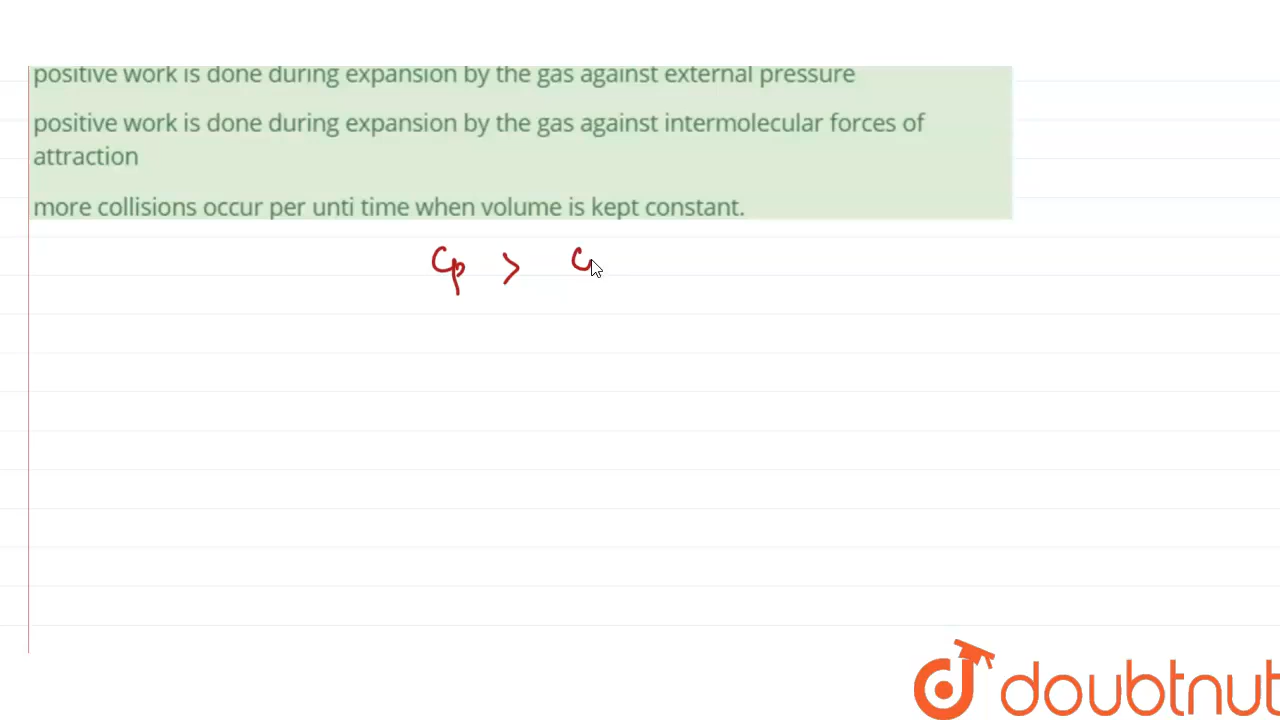 positive work is done during expansion by the gas against external pressure
positive work is done during expansion by the gas against intermolecular forces of
attraction
more collisions occur per unti time when volume is kept constant.
Cp > C
doubtnut